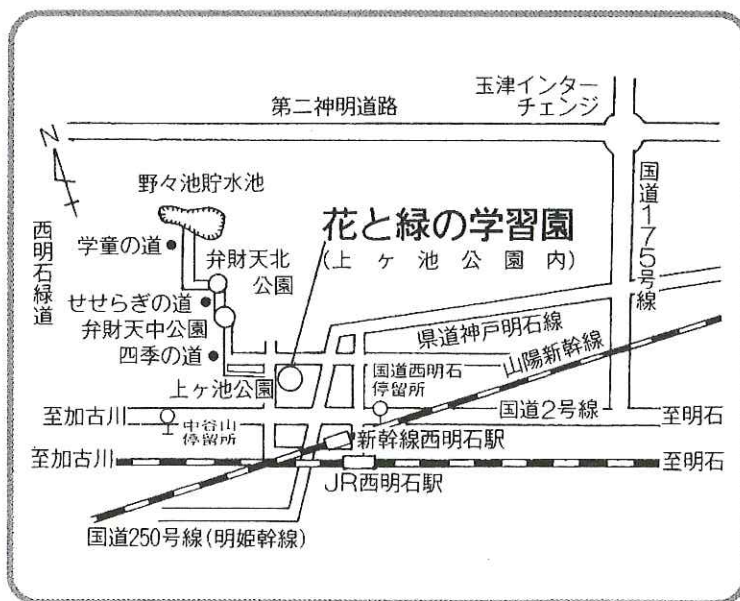 玉津インター
チェンジ
第二神明道路
N
野々池貯水池
西明石緑道
学童の道
花と緑の学習園
(上ヶ池公園内)
国道175号線
弁財天北
公園
せせらぎの道
弁財天中公園
四季の道
県道神戸明石線
山陽新幹線
上ヶ池公園
国道西明石
停留所
至加古川
中谷山
停留所
国道2号線
至明石
新幹線西明石駅
至加古川
至明石
JR西明石駅
国道250号線(明姫幹線)